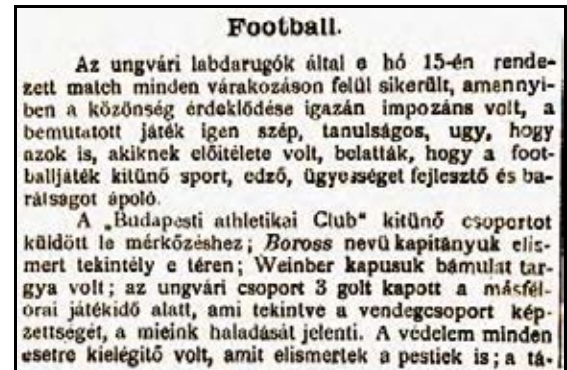 Football.
Az ungvári labdarugók által e hó 15-én rende-
zett match minden várakozáson felül sikerült, amennyi-
ben a közönség érdeklődése igazán impozáns volt, a
bemutatott játék igen szép, tanulságos, ugy, hogy
azok is, akiknek előitélete volt, belatták, hogy a foot-
balljáték kitünő sport, edző, ügyességet fejlesztő és ba-
rátságot ápoló.
A „Budapesti athletikai Club“ kitünő csoportot
küldött le mérkőzéshez; Boross nevü kapitányuk elis-
mert tekintély e téren; Weinber kapusuk bámulat tar-
gya volt; az ungvári csoport 3 golt kapott a másfél-
órai játékidő alatt, ami tekintve a vendegcsoport kép-
zettségét, a mieink haladását jelenti. A védelem minden
esetre kielégitő volt, amit elismertek a pestiek is; a tá-